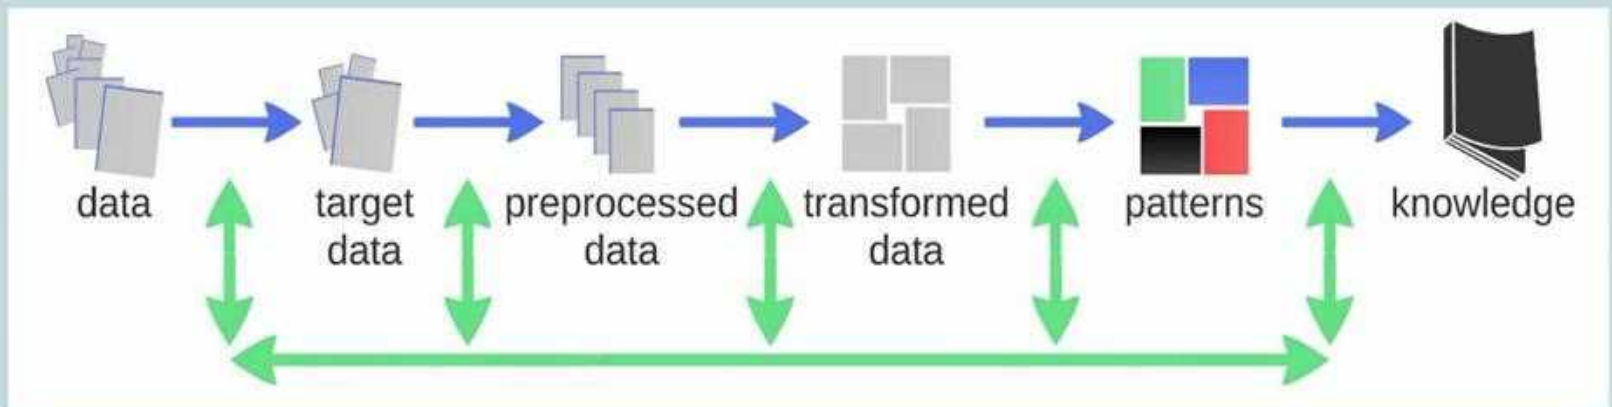 data
target
data
preprocessed
data
transformed
data
patterns
knowledge